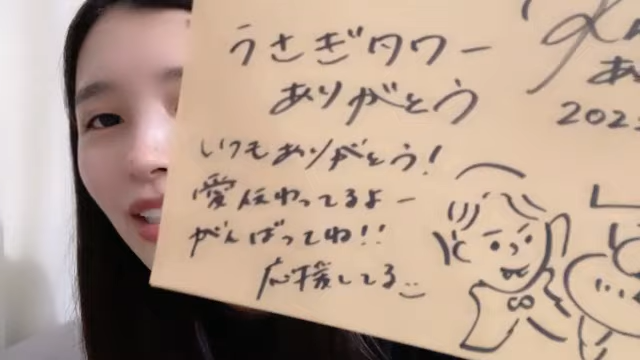 うさぎタワー
ありがとう
いつもありがとう!
愛伝わってるよー
がんばってね!!
応援してる
202